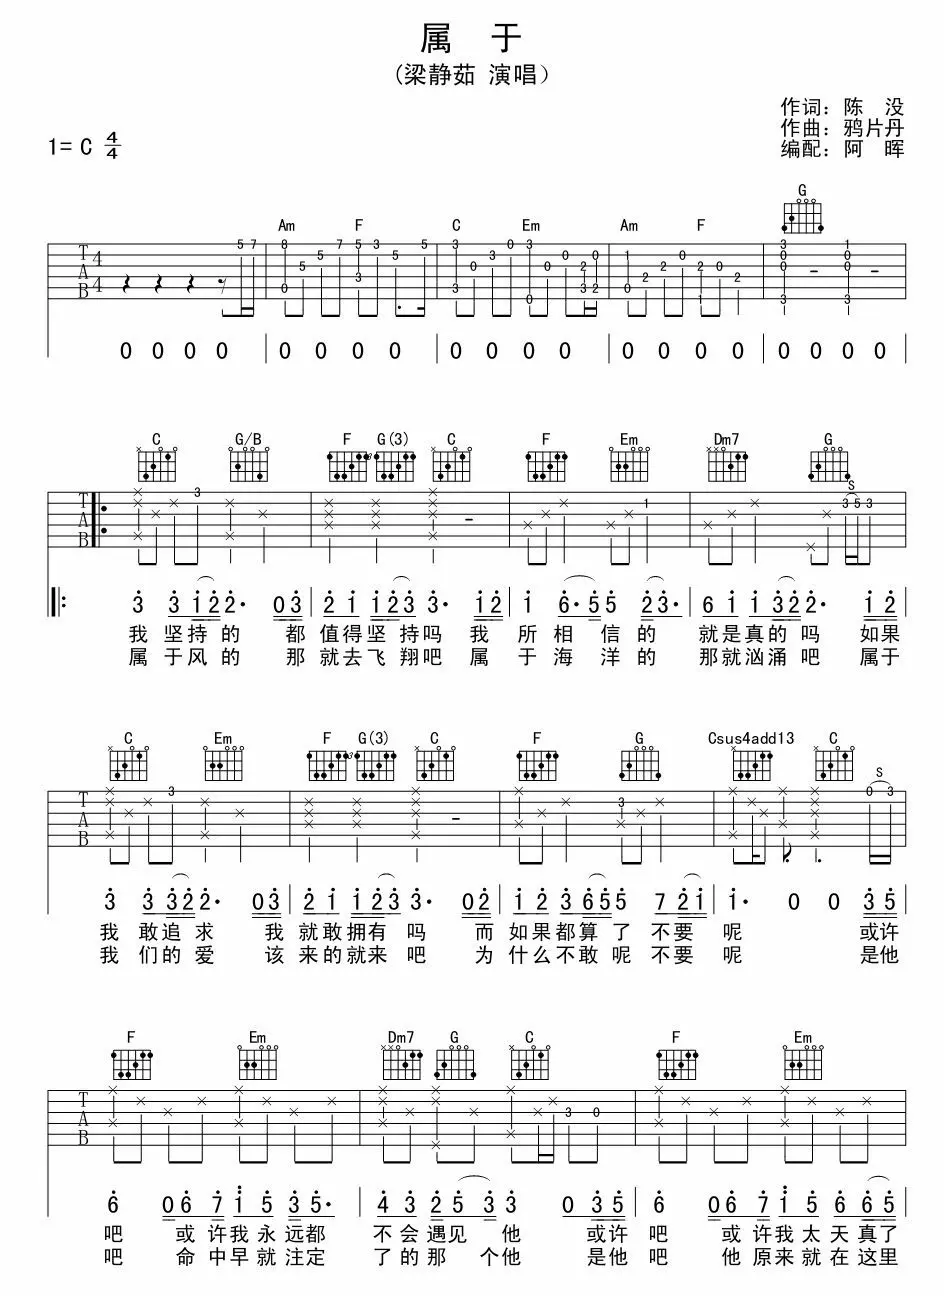 属 于
(梁静茹 演唱)
作词: 陈 没
作曲: 鸦片丹
1= C 4/4
编配: 阿 晖
G
Am F C Em Am F
T A B 4 4
0 0 0 0 0 0 0 0 0 0 0 0 0 0 0 0 0 0 0 0
C G/B F G(3) C F Em Dm7 G
S
T A B
3 3 1 2 2· 0 3 2 1 1 2 3 3· 1 2 1 6· 5 5 2 3· 6 1 1 3 2 2· 1 2
我 坚 持 的 都 值 得 坚 持 吗 我 所 相 信 的 就 是 真 的 吗 如果
属 于 风 的 那 就 去 飞 翔 吧 属 于 海 洋 的 那 就 汹 涌 吧 属于
C Em F G(3) C F G Csus4add13 C
S
T A B
3 3 3 2 2· 0 3 2 1 1 2 3 3· 0 2 1 2 3 6 5 5 7 2 1 1· 0 0 3 5
我 敢 追 求 我 就 敢 拥 有 吗 而 如 果 都 算 了 不 要 呢 或许
我 们 的 爱 该 来 的 就 来 吧 为 什 么 不 敢 呢 不 要 呢 是他
F Em Dm7 G C F Em
T A B
6 0 6 7 1 5 3 5· 4 3 2 5 3 3 0 3 5 6 0 6 7 1 5 6 6 5
吧 或 许 我 永 远 都 不 会 遇 见 他 或 许 吧 或 许 我 太 天 真 了
吧 命 中 早 就 注 定 了 的 那 个 他 是 他 吧 他 原 来 就 在 这 里